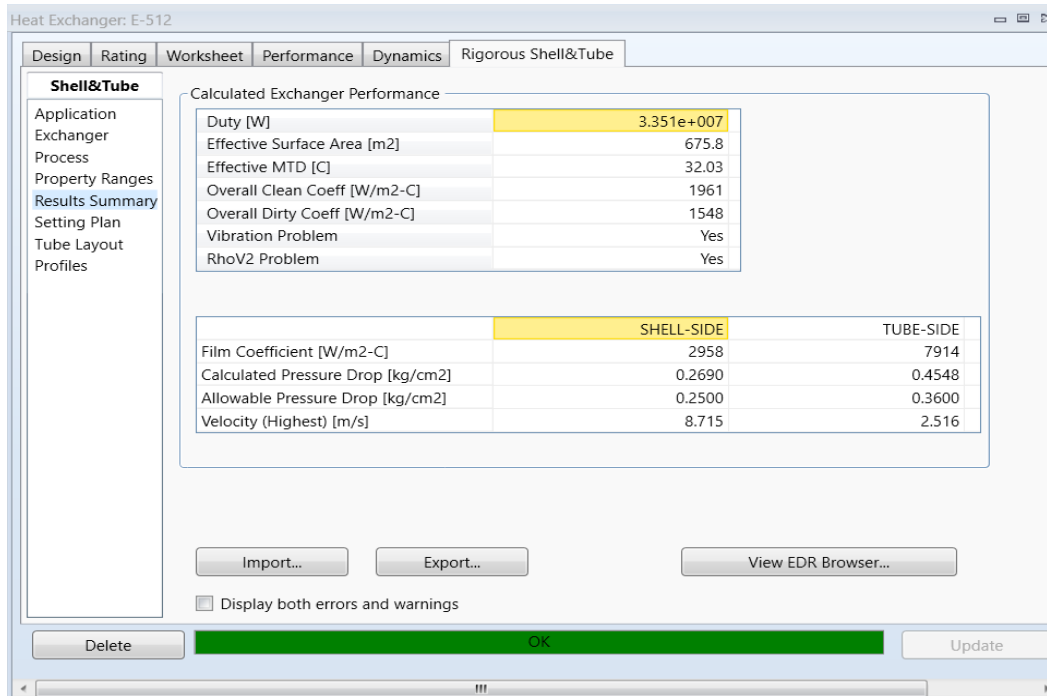 Heat Exchanger: E-512
Design Rating Worksheet Performance Dynamics Rigorous Shell&Tube
Shell&Tube
Application
Exchanger
Process
Property Ranges
Results Summary
Setting Plan
Tube Layout
Profiles
Calculated Exchanger Performance
Duty [W] 3.351e+007
Effective Surface Area [m2] 675.8
Effective MTD [C] 32.03
Overall Clean Coeff [W/m2-C] 1961
Overall Dirty Coeff [W/m2-C] 1548
Vibration Problem Yes
RhoV2 Problem Yes
SHELL-SIDE TUBE-SIDE
Film Coefficient [W/m2-C] 2958 7914
Calculated Pressure Drop [kg/cm2] 0.2690 0.4548
Allowable Pressure Drop [kg/cm2] 0.2500 0.3600
Velocity (Highest) [m/s] 8.715 2.516
Import... Export... View EDR Browser...
Display both errors and warnings
Delete OK Update